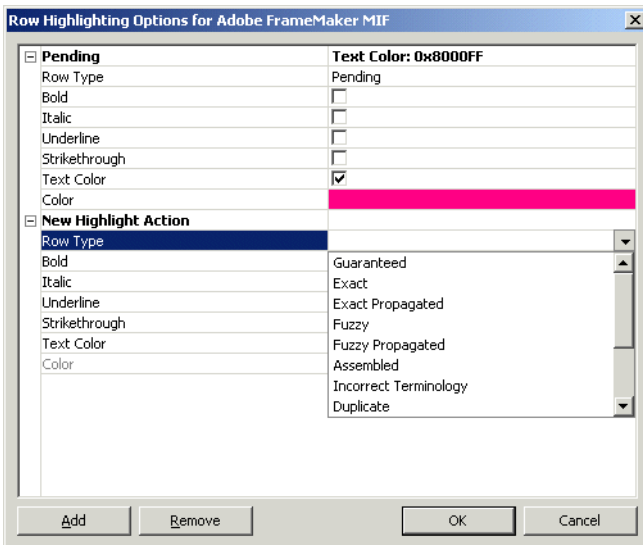 Row Highlighting Options for Adobe FrameMaker MIF
Pending Text Color: 0x8000FF
Row Type Pending
Bold
Italic
Underline
Strikethrough
Text Color
Color
New Highlight Action
Row Type
Bold Guaranteed
Italic Exact
Underline Exact Propagated
Strikethrough Fuzzy
Text Color Fuzzy Propagated
Color Assembled
Incorrect Terminology
Duplicate
Add Remove OK Cancel